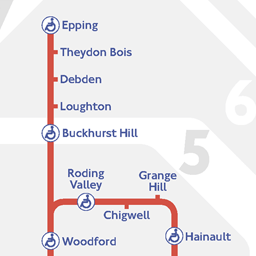 Epping
Theydon Bois
Debden
Loughton
Buckhurst Hill
6
5
Roding
Valley
Grange
Hill
Chigwell
Woodford
Hainault